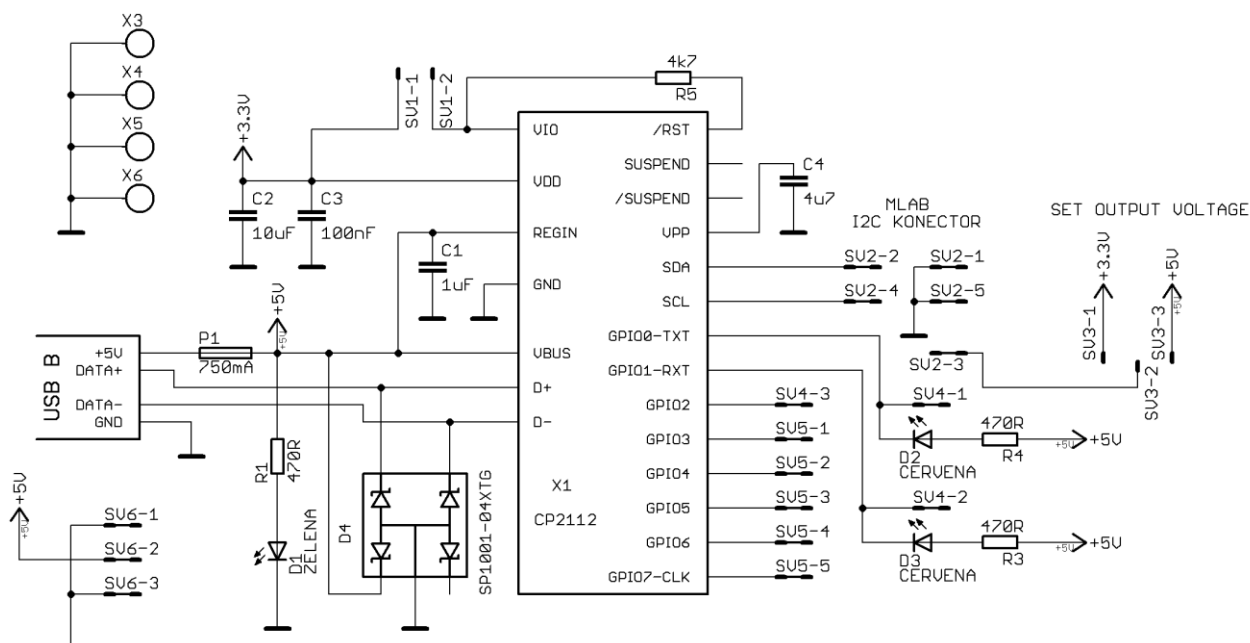 X3
X4
X5
X6
+3.3V
C2
10uF
C3
100nF
SV1-1
SV1-2
4k7
R5
VIO
VDD
REGIN
GND
VBUS
D+
D-
/RST
SUSPEND
/SUSPEND
VPP
SDA
SCL
GPIO0-TXT
GPIO1-RXT
GPIO2
GPIO3
GPIO4
GPIO5
GPIO6
GPIO7-CLK
X1
CP2112
C1
1uF
C4
4u7
MLAB
I2C KONECTOR
SV2-2
SV2-1
SV2-4
SV2-5
SV2-3
SET OUTPUT VOLTAGE
+3.3V
+5V
+5V
SV3-1
SV3-3
SV3-2
USB B
+5V
DATA+
DATA-
GND
P1
750mA
+5V
+5V
R1
470R
D1
ZELENA
D4
SP1001-04XTG
+5V
+5V
SV6-1
SV6-2
SV6-3
SV4-3
SV5-1
SV5-2
SV5-3
SV5-4
SV5-5
SV4-1
D2
CERVENA
470R
R4
+5V
+5V
SV4-2
D3
CERVENA
470R
R3
+5V
+5V